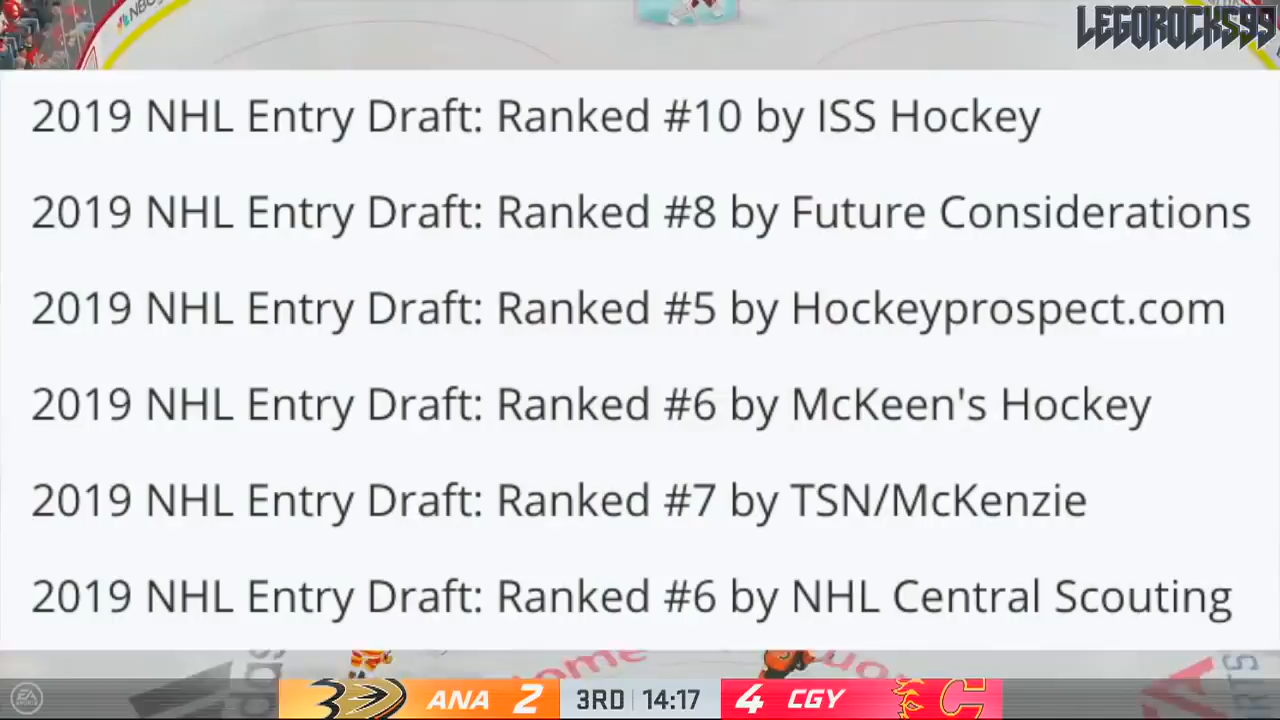 NBC
LEGOROCKS99
2019 NHL Entry Draft: Ranked #10 by ISS Hockey
2019 NHL Entry Draft: Ranked #8 by Future Considerations
2019 NHL Entry Draft: Ranked #5 by Hockeyprospect.com
2019 NHL Entry Draft: Ranked #6 by McKeen's Hockey
2019 NHL Entry Draft: Ranked #7 by TSN/McKenzie
2019 NHL Entry Draft: Ranked #6 by NHL Central Scouting
EA
ANA 2 3RD 14:17 4 CGY